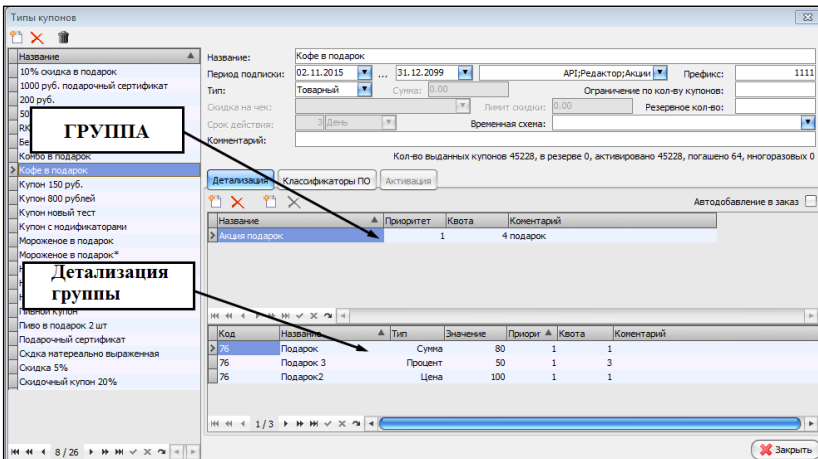 Типы купонов
Название
10% скидка в подарок
1000 руб. подарочный сертификат
200 руб.
50
RK
Бе
Комбо в подарок
Кофе в подарок
Купон 150 руб.
Купон 800 рублей
Купон новый тест
Купон с модификаторами
Мороженое в подарок
Мороженое в подарок*
Пивной купон
Пиво в подарок 2 шт
Подарочный сертификат
Скдка натереально выраженная
Скидка 5%
Скидочный купон 20%
8 / 26
ГРУППА
Детализация
группы
Название: Кофе в подарок
Период подписки: 02.11.2015 ... 31.12.2099 API;Редактор;Акции Префикс: 1111
Тип: Товарный Сумма: 0.00 Ограничение по кол-ву купонов:
Скидка на чек: Лимит скидки: 0.00 Резервное кол-во:
Срок действия: 3 День Временная схема:
Комментарий:
Кол-во выданных купонов 45228, в резерве 0, активировано 45228, погашено 64, многоразовых 0
Детализация Классификаторы ПО Активация
Автодобавление в заказ
Название Приоритет Квота Коментарий
Акция подарок 1 4 подарок
Код Название Тип Значение Приорит Квота Коментарий
76 Подарок Сумма 80 1 1
76 Подарок 3 Процент 50 1 3
76 Подарок2 Цена 100 1 1
1 / 3
Закрыть